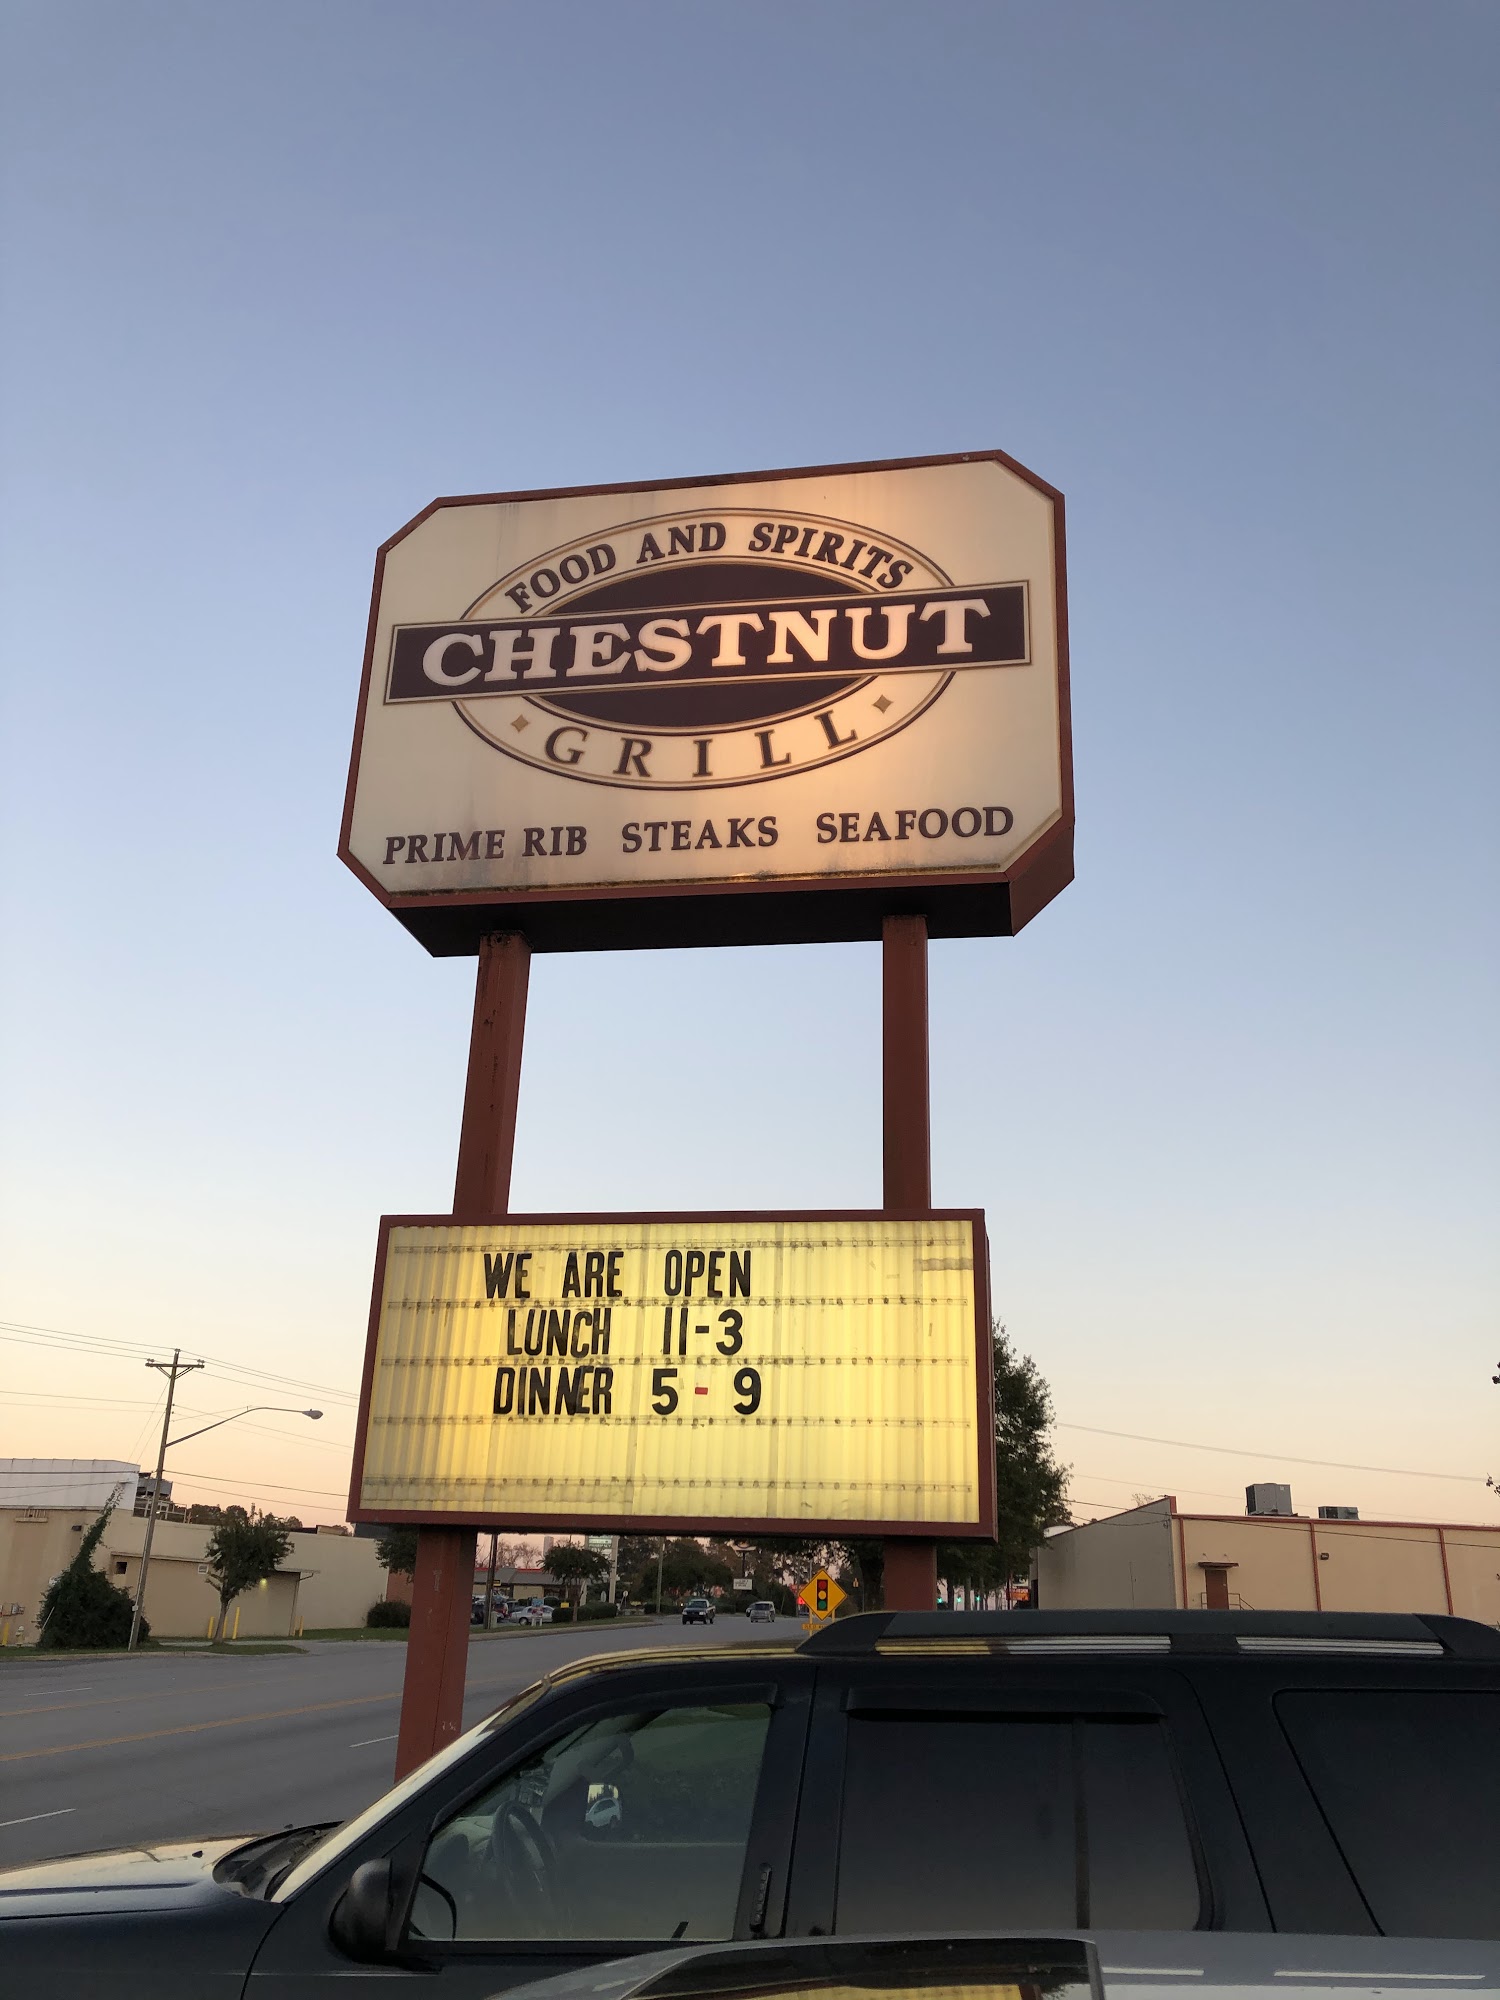 FOOD AND SPIRITS
CHESTNUT
GRILL
PRIME RIB STEAKS SEAFOOD
WE ARE OPEN
LUNCH 11-3
DINNER 5-9